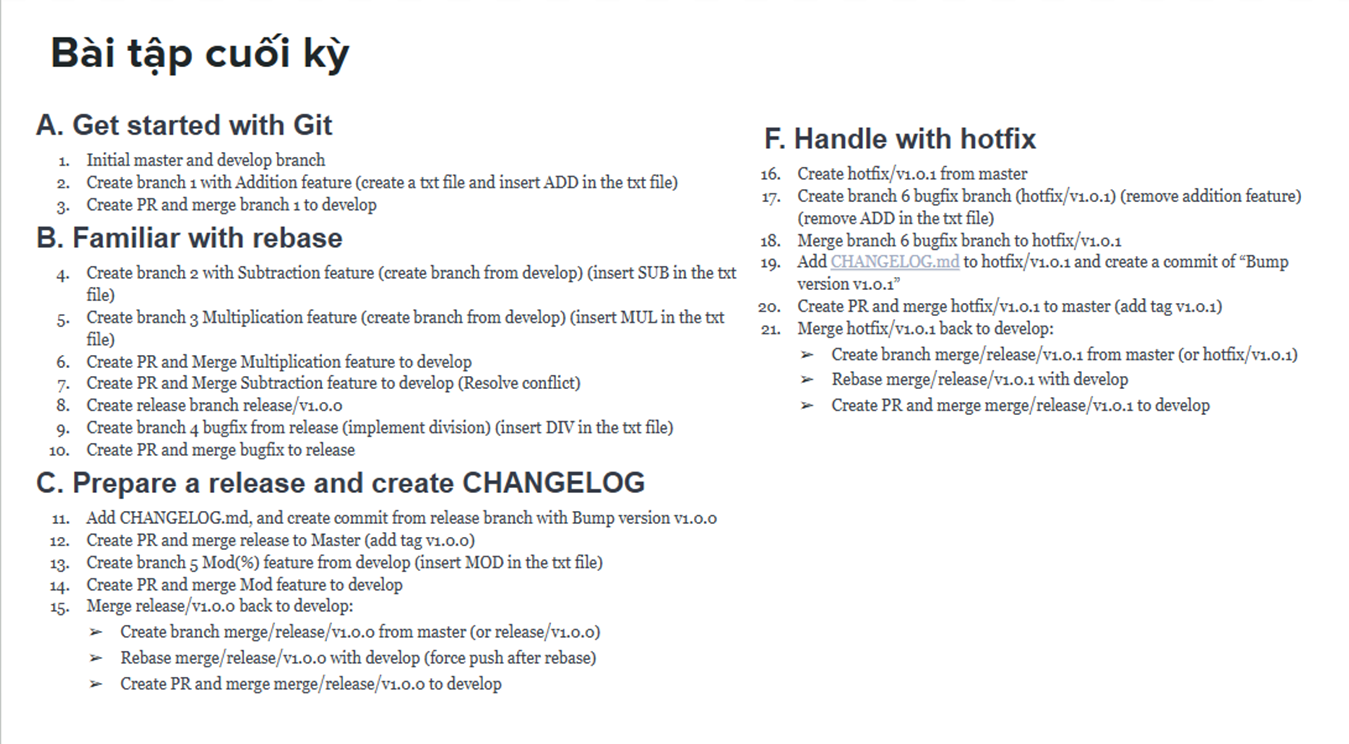 Bài tập cuối kỳ
A. Get started with Git
1. Initial master and develop branch
2. Create branch 1 with Addition feature (create a txt file and insert ADD in the txt file)
3. Create PR and merge branch 1 to develop
B. Familiar with rebase
4. Create branch 2 with Subtraction feature (create branch from develop) (insert SUB in the txt
file)
5. Create branch 3 Multiplication feature (create branch from develop) (insert MUL in the txt
file)
6. Create PR and Merge Multiplication feature to develop
7. Create PR and Merge Subtraction feature to develop (Resolve conflict)
8. Create release branch release/v1.0.0
9. Create branch 4 bugfix from release (implement division) (insert DIV in the txt file)
10. Create PR and merge bugfix to release
C. Prepare a release and create CHANGELOG
11. Add CHANGELOG.md, and create commit from release branch with Bump version v1.0.0
12. Create PR and merge release to Master (add tag v1.0.0)
13. Create branch 5 Mod(%) feature from develop (insert MOD in the txt file)
14. Create PR and merge Mod feature to develop
15. Merge release/v1.0.0 back to develop:
➢ Create branch merge/release/v1.0.0 from master (or release/v1.0.0)
➢ Rebase merge/release/v1.0.0 with develop (force push after rebase)
➢ Create PR and merge merge/release/v1.0.0 to develop
F. Handle with hotfix
16. Create hotfix/v1.0.1 from master
17. Create branch 6 bugfix branch (hotfix/v1.0.1) (remove addition feature)
(remove ADD in the txt file)
18. Merge branch 6 bugfix branch to hotfix/v1.0.1
19. Add CHANGELOG.md to hotfix/v1.0.1 and create a commit of “Bump
version v1.0.1”
20. Create PR and merge hotfix/v1.0.1 to master (add tag v1.0.1)
21. Merge hotfix/v1.0.1 back to develop:
➢ Create branch merge/release/v1.0.1 from master (or hotfix/v1.0.1)
➢ Rebase merge/release/v1.0.1 with develop
➢ Create PR and merge merge/release/v1.0.1 to develop